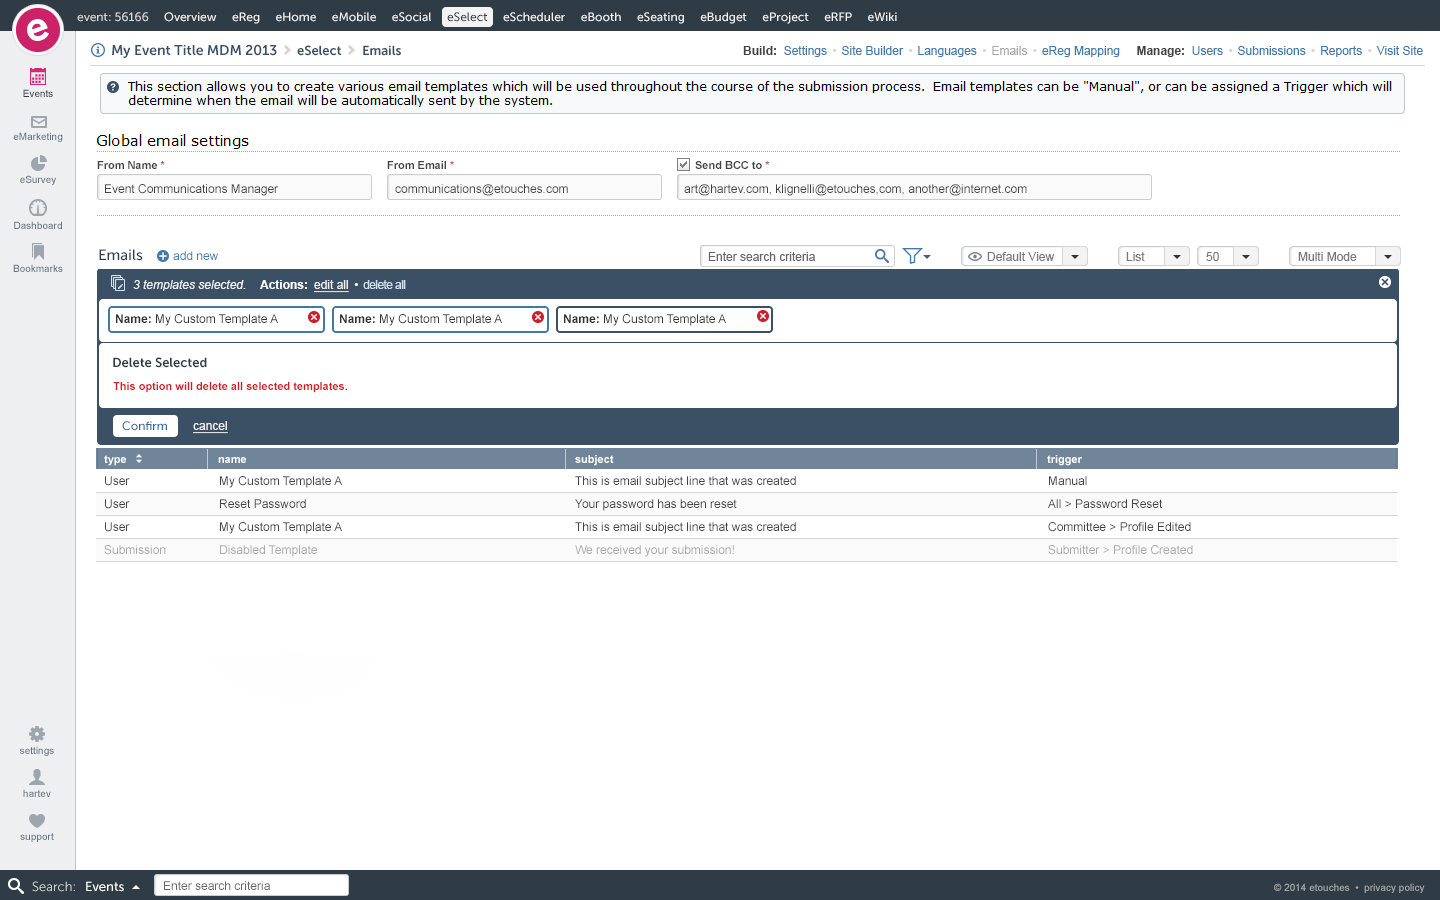 e
event: 56166 Overview eReg eHome eMobile eSocial eSelect eScheduler eBooth eSeating eBudget eProject eRFP eWiki
My Event Title MDM 2013 > eSelect > Emails
Build: Settings • Site Builder • Languages • Emails • eReg Mapping Manage: Users • Submissions • Reports • Visit Site
Events
eMarketing
eSurvey
Dashboard
Bookmarks
settings
hartev
support
? This section allows you to create various email templates which will be used throughout the course of the submission process. Email templates can be "Manual", or can be assigned a Trigger which will
determine when the email will be automatically sent by the system.
Global email settings
From Name * From Email * Send BCC to *
Event Communications Manager communications@etouches.com art@hartev.com, klignelli@etouches,com, another@internet.com
Emails add new Enter search criteria Default View List 50 Multi Mode
3 templates selected. Actions: edit all • delete all
Name: My Custom Template A Name: My Custom Template A Name: My Custom Template A
Delete Selected
This option will delete all selected templates.
Confirm cancel
type name subject trigger
User My Custom Template A This is email subject line that was created Manual
User Reset Password Your password has been reset All > Password Reset
User My Custom Template A This is email subject line that was created Committee > Profile Edited
Submission Disabled Template We received your submission! Submitter > Profile Created
Search: Events Enter search criteria
© 2014 etouches • privacy policy